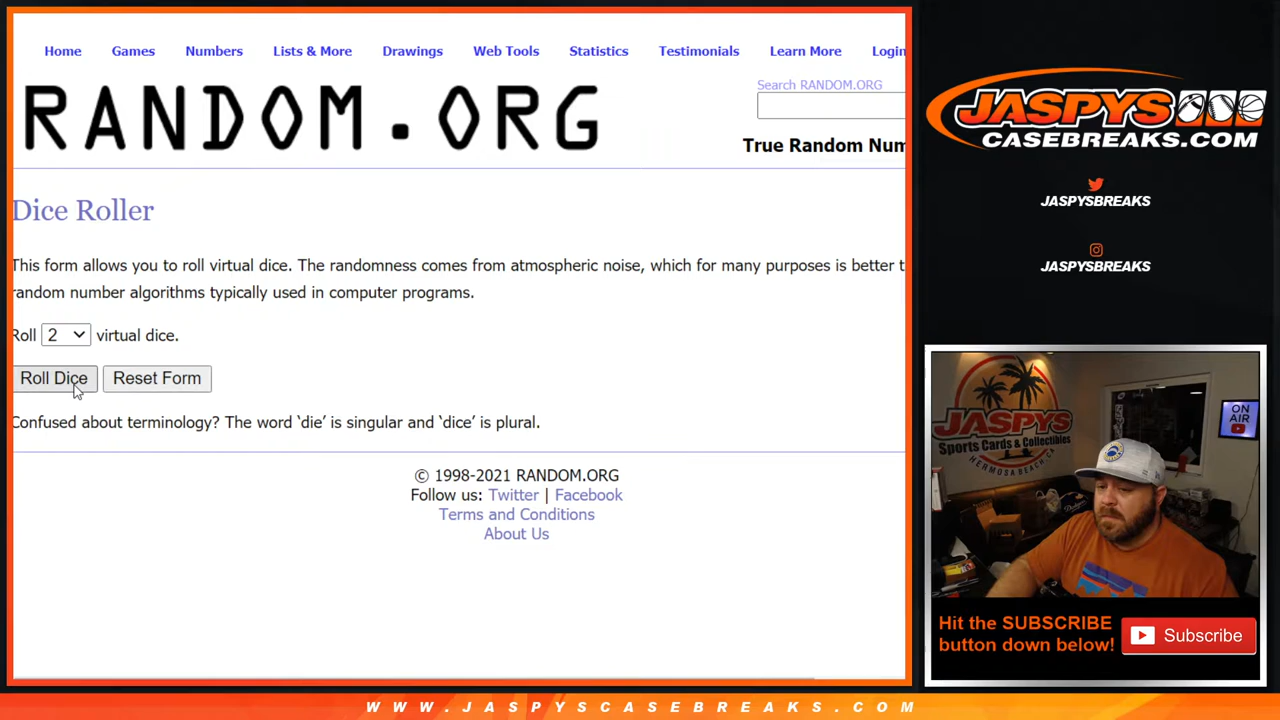 Home Games Numbers Lists & More Drawings Web Tools Statistics Testimonials Learn More Login
RANDOM.ORG
Search RANDOM.ORG
True Random Num
Dice Roller
This form allows you to roll virtual dice. The randomness comes from atmospheric noise, which for many purposes is better t
random number algorithms typically used in computer programs.
Roll 2 virtual dice.
Roll Dice Reset Form
Confused about terminology? The word ‘die’ is singular and ‘dice’ is plural.
© 1998-2021 RANDOM.ORG
Follow us: Twitter | Facebook
Terms and Conditions
About Us
JASPYS
CASEBREAKS.COM
JASPYSBREAKS
JASPYSBREAKS
JASPYS
Sports Cards & Collectibles
HERMOSA BEACH, CA
ON
AIR
Hit the SUBSCRIBE
button down below!
Subscribe
WWW.JASPYSCASEBREAKS.COM